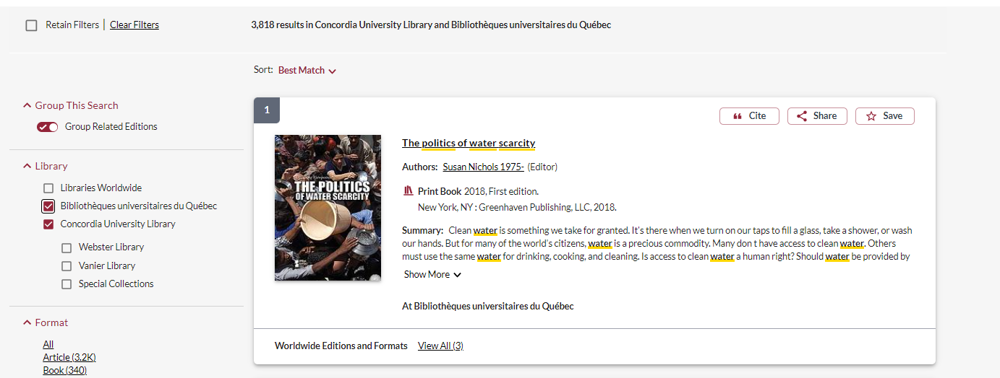 Retain Filters | Clear Filters
3,818 results in Concordia University Library and Bibliothèques universitaires du Québec
Sort: Best Match
Group This Search
Group Related Editions
Library
Libraries Worldwide
Bibliothèques universitaires du Québec
Concordia University Library
Webster Library
Vanier Library
Special Collections
Format
All
Article (3.2K)
Book (340)
1
Cite
Share
Save
THE POLITICS
OF WATER SCARCITY
The politics of water scarcity
Authors: Susan Nichols 1975- (Editor)
Print Book 2018, First edition.
New York, NY : Greenhaven Publishing, LLC, 2018.
Summary: Clean water is something we take for granted. It's there when we turn on our taps to fill a glass, take a shower, or wash
our hands. But for many of the world's citizens, water is a precious commodity. Many don t have access to clean water. Others
must use the same water for drinking, cooking, and cleaning. Is access to clean water a human right? Should water be provided by
Show More
At Bibliothèques universitaires du Québec
Worldwide Editions and Formats View All (3)